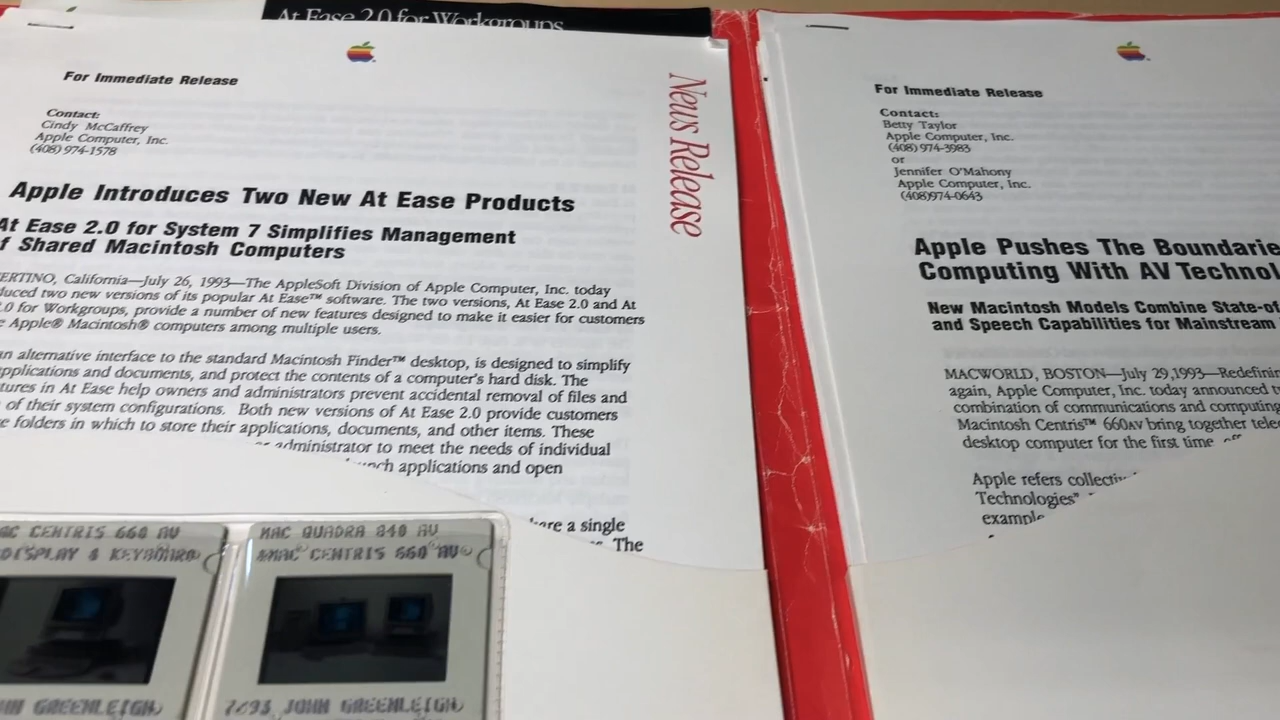 At Ease 2.0 for Workgroups
For Immediate Release
Contact:
Cindy McCaffrey
Apple Computer, Inc.
(408) 974-1578
News Release
Apple Introduces Two New At Ease Products
At Ease 2.0 for System 7 Simplifies Management
f Shared Macintosh Computers
ERTINO, California—July 26, 1993—The AppleSoft Division of Apple Computer, Inc. today
duced two new versions of its popular At Ease™ software. The two versions, At Ease 2.0 and At
.0 for Workgroups, provide a number of new features designed to make it easier for customers
e Apple® Macintosh® computers among multiple users.
an alternative interface to the standard Macintosh Finder™ desktop, is designed to simplify
pplications and documents, and protect the contents of a computer's hard disk. The
tures in At Ease help owners and administrators prevent accidental removal of files and
of their system configurations. Both new versions of At Ease 2.0 provide customers
e folders in which to store their applications, documents, and other items. These
administrator to meet the needs of individual
applications and open
a single
The
For Immediate Release
Contact:
Betty Taylor
Apple Computer, Inc.
(408) 974-3983
or
Jennifer O'Mahony
Apple Computer, Inc.
(408)974-0643
Apple Pushes The Boundarie
Computing With AV Technol
New Macintosh Models Combine State-of
and Speech Capabilities for Mainstream
MACWORLD, BOSTON—July 29,1993—Redefinin
again, Apple Computer, Inc. today announced t
combination of communications and computing
Macintosh Centris™ 660AV bring together tele
desktop computer for the first time
Apple refers collectiv
Technologies"
example
AC CENTRIS 660 AV
DISPLAY & KEYBOARD
HN GREENLEIGH
MAC QUADRA 840 AV
&MAC CENTRIS 660 AV
7/93 JOHN GREENLEIGH